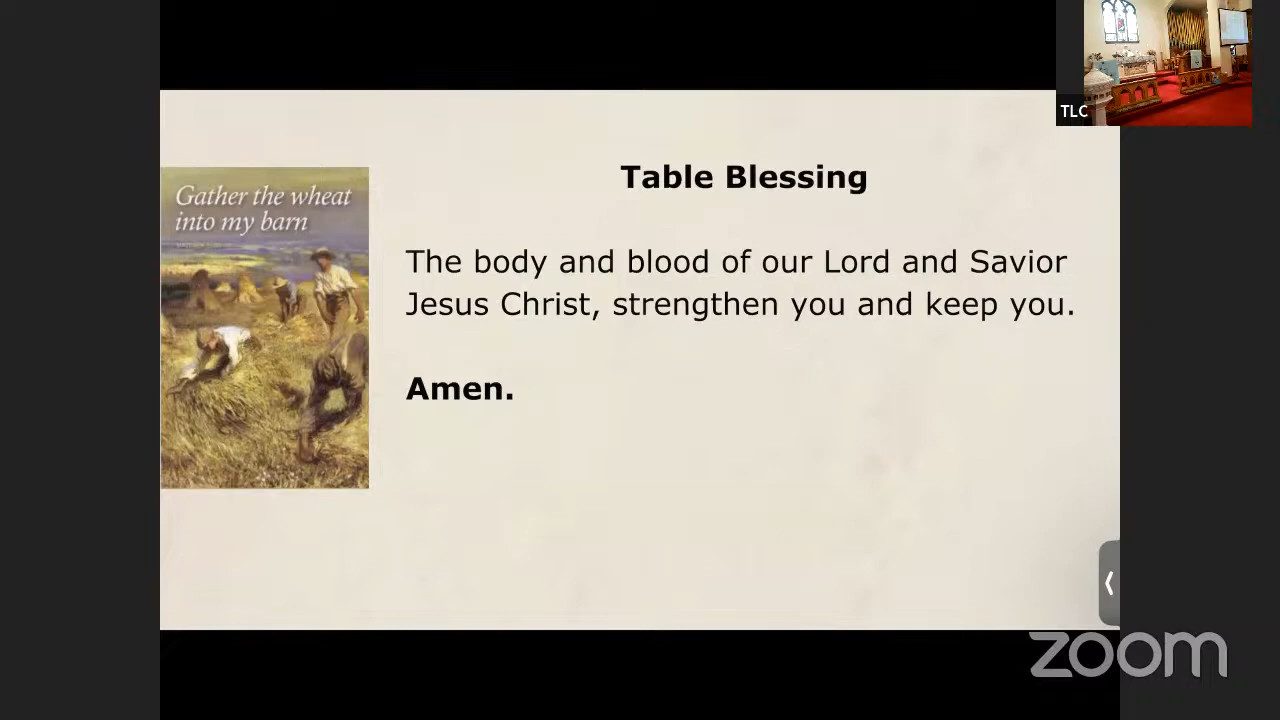 TLC
Table Blessing
Gather the wheat
into my barn
The body and blood of our Lord and Savior
Jesus Christ, strengthen you and keep you.
Amen.
zoom